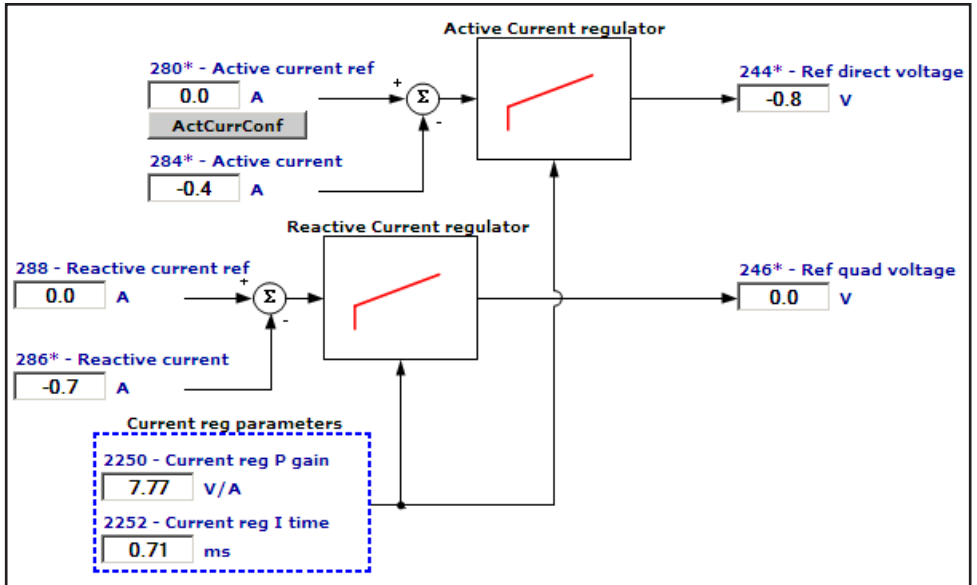 Active Current regulator
280* - Active current ref
0.0 A
ActCurrConf
+
Σ
-
244* - Ref direct voltage
-0.8 V
284* - Active current
-0.4 A
Reactive Current regulator
288 - Reactive current ref
0.0 A
+
Σ
-
246* - Ref quad voltage
0.0 V
286* - Reactive current
-0.7 A
Current reg parameters
2250 - Current reg P gain
7.77 V/A
2252 - Current reg I time
0.71 ms